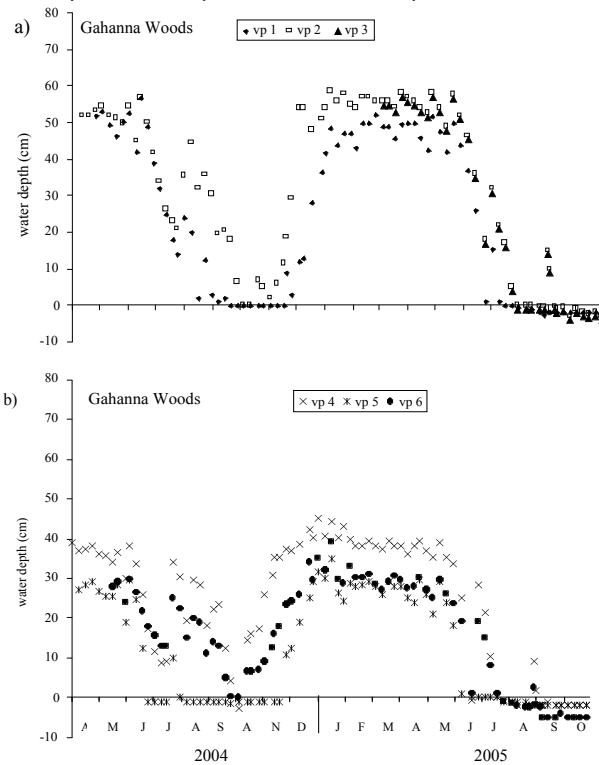 a)
Gahanna Woods
vp 1 vp 2 vp 3
80
70
60
50
40
30
20
10
0
-10
water depth (cm)
b)
Gahanna Woods
vp 4 vp 5 vp 6
80
70
60
50
40
30
20
10
0
-10
water depth (cm)
A M J J A S A N D J F M A M J J A S O
2004 2005